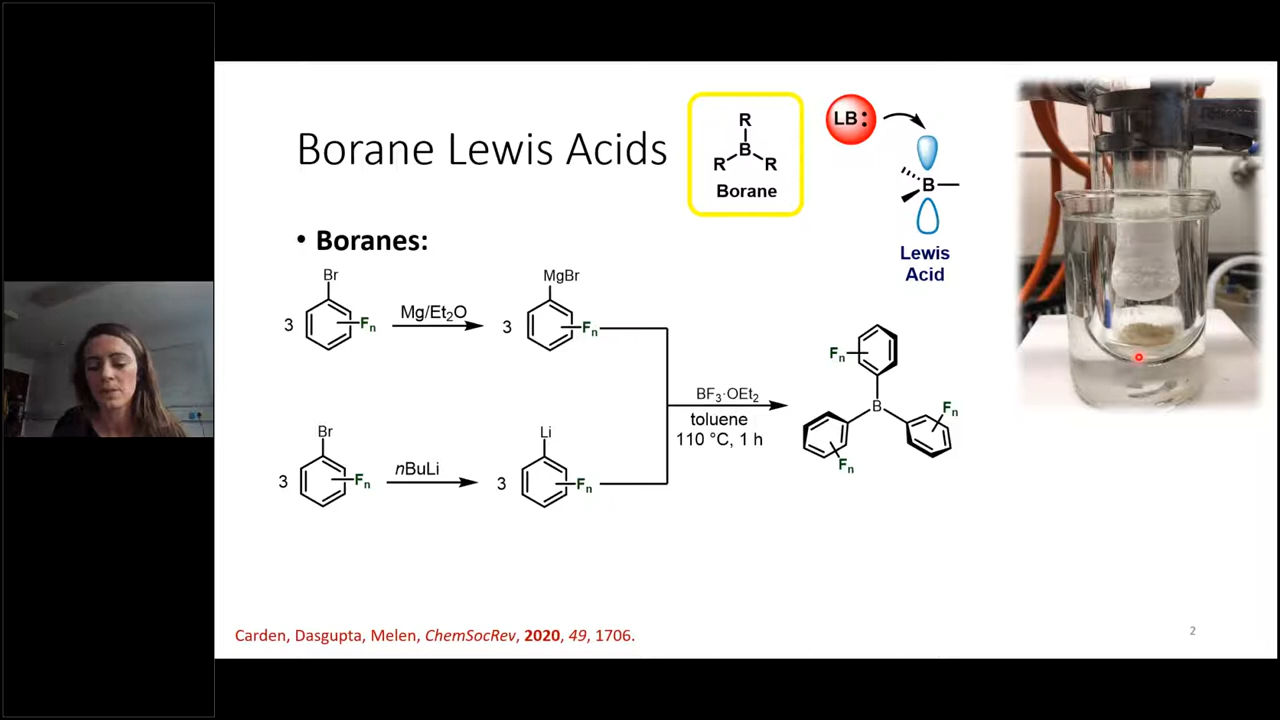 Borane Lewis Acids
R
B
R R
Borane
LB:
B
Lewis
Acid
• Boranes:
Br
3
Fn
Mg/Et₂O
MgBr
3
Fn
Br
3
Fn
nBuLi
Li
3
Fn
BF₃·OEt₂
toluene
110 °C, 1 h
Fn
B
Fn
Fn
Carden, Dasgupta, Melen, ChemSocRev, 2020, 49, 1706.
2